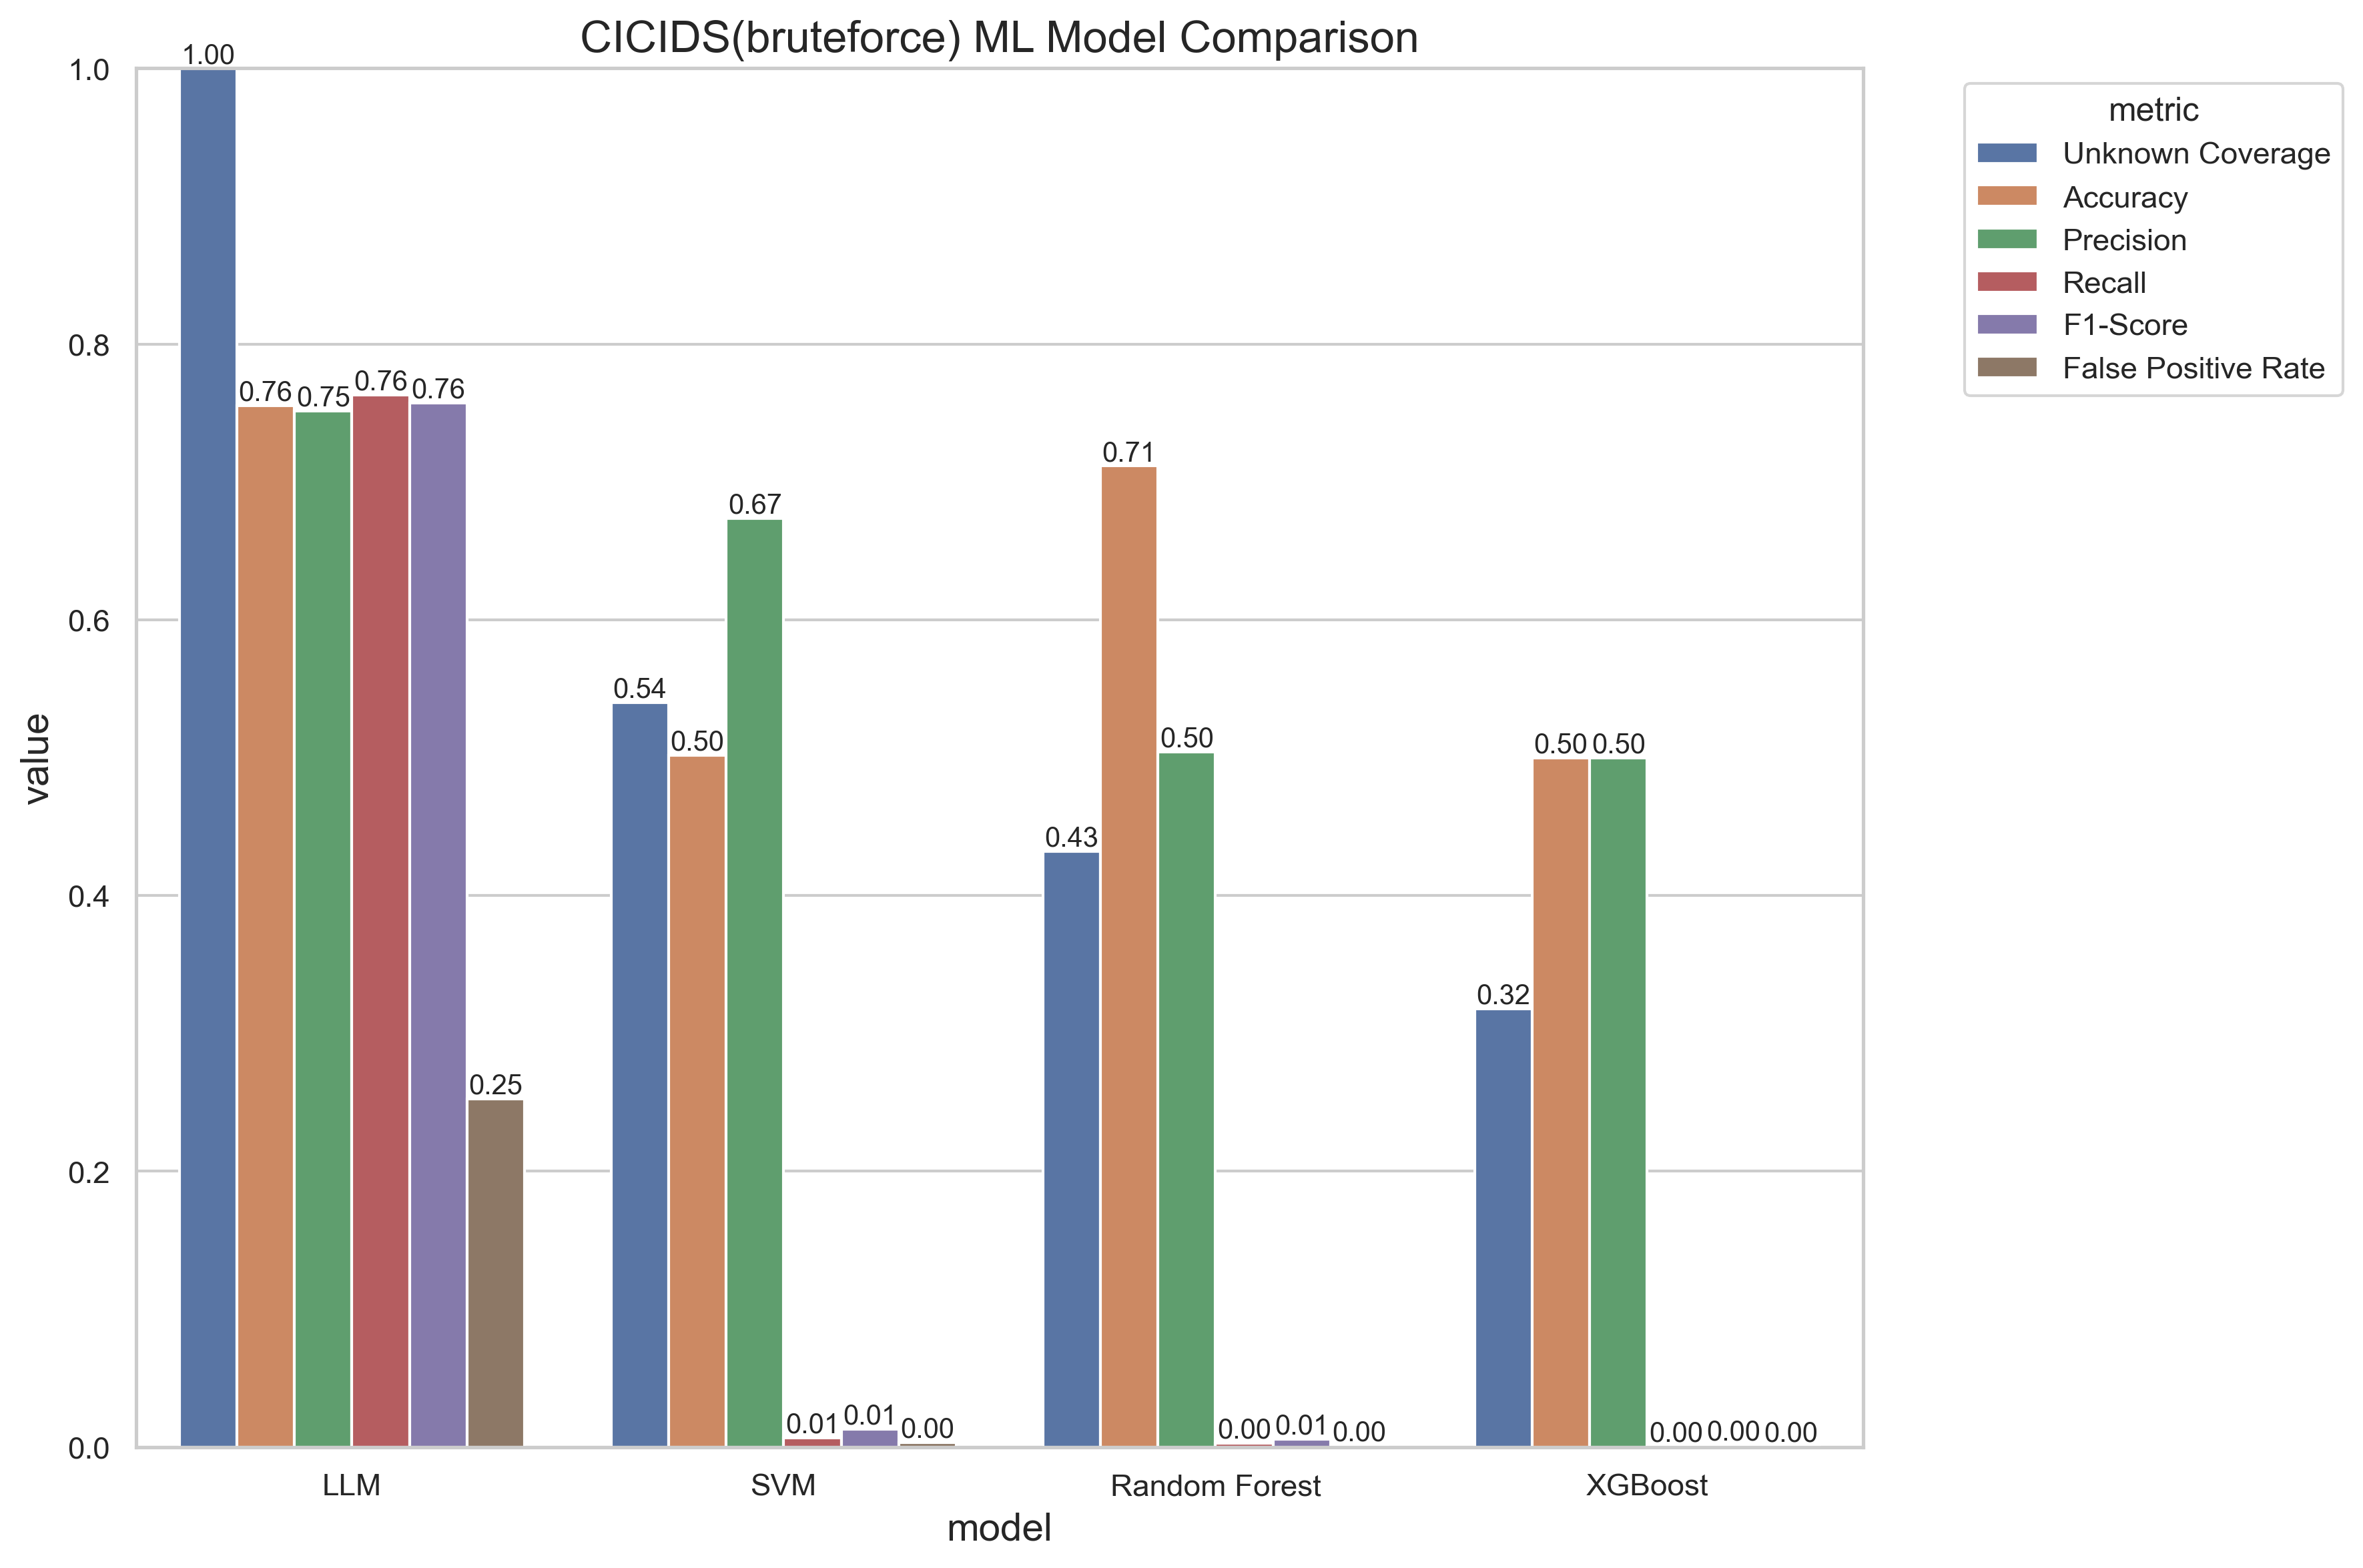 CICIDS(bruteforce) ML Model Comparison
1.00
0.76
0.75
0.76
0.76
0.25
0.54
0.50
0.67
0.01
0.01
0.00
0.43
0.71
0.50
0.00
0.01
0.00
0.32
0.50
0.50
0.00
0.00
0.00
1.0
0.8
0.6
0.4
0.2
0.0
value
LLM
SVM
Random Forest
XGBoost
model
metric
Unknown Coverage
Accuracy
Precision
Recall
F1-Score
False Positive Rate